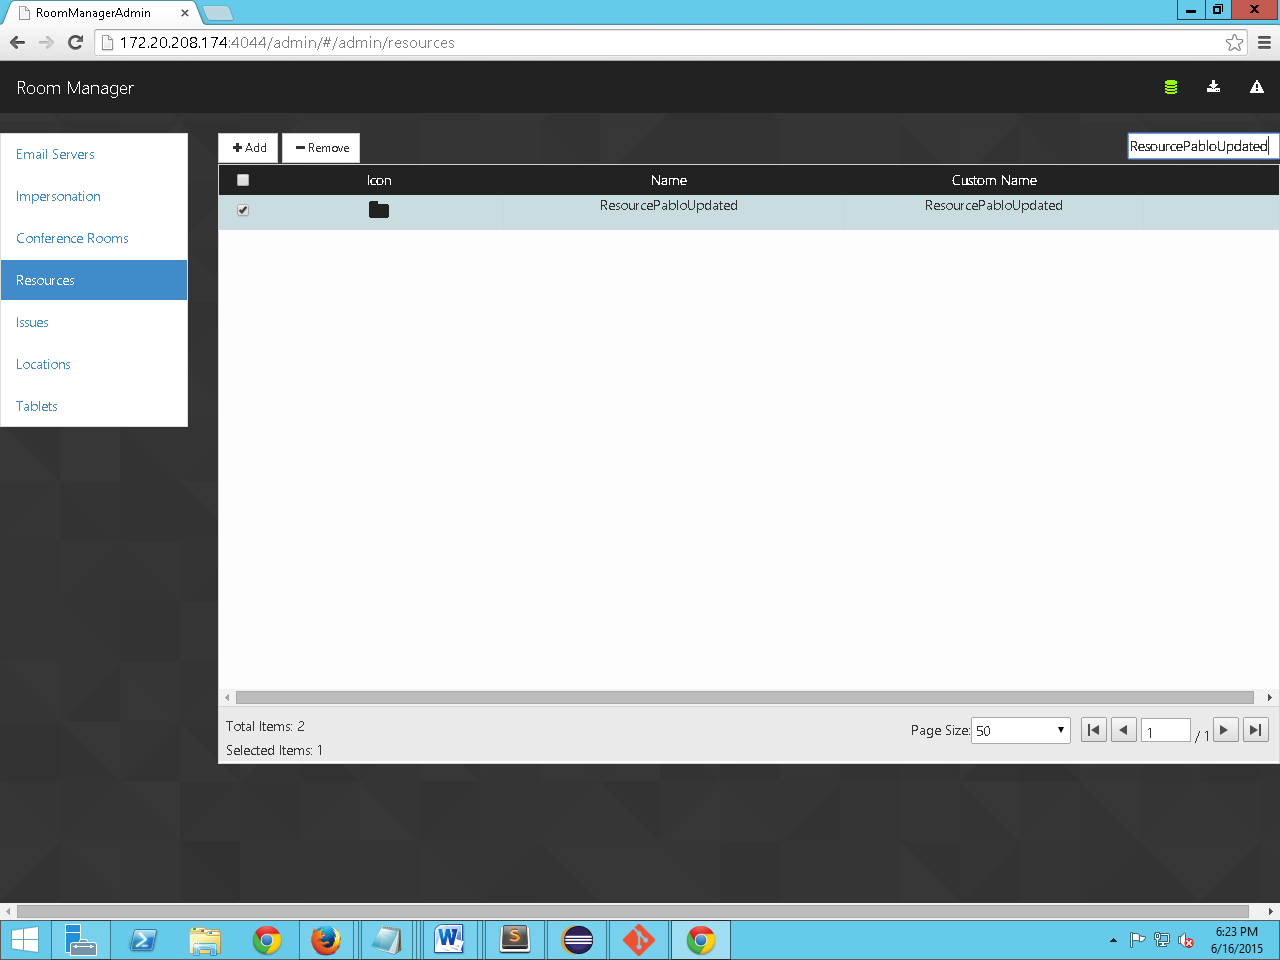 RoomManagerAdmin
172.20.208.174:4044/admin/#/admin/resources
Room Manager
Email Servers
Impersonation
Conference Rooms
Resources
Issues
Locations
Tablets
Add Remove
ResourcePabloUpdated
Icon Name Custom Name
ResourcePabloUpdated ResourcePabloUpdated
Total Items: 2
Selected Items: 1
Page Size: 50 1 / 1
6:23 PM
6/16/2015